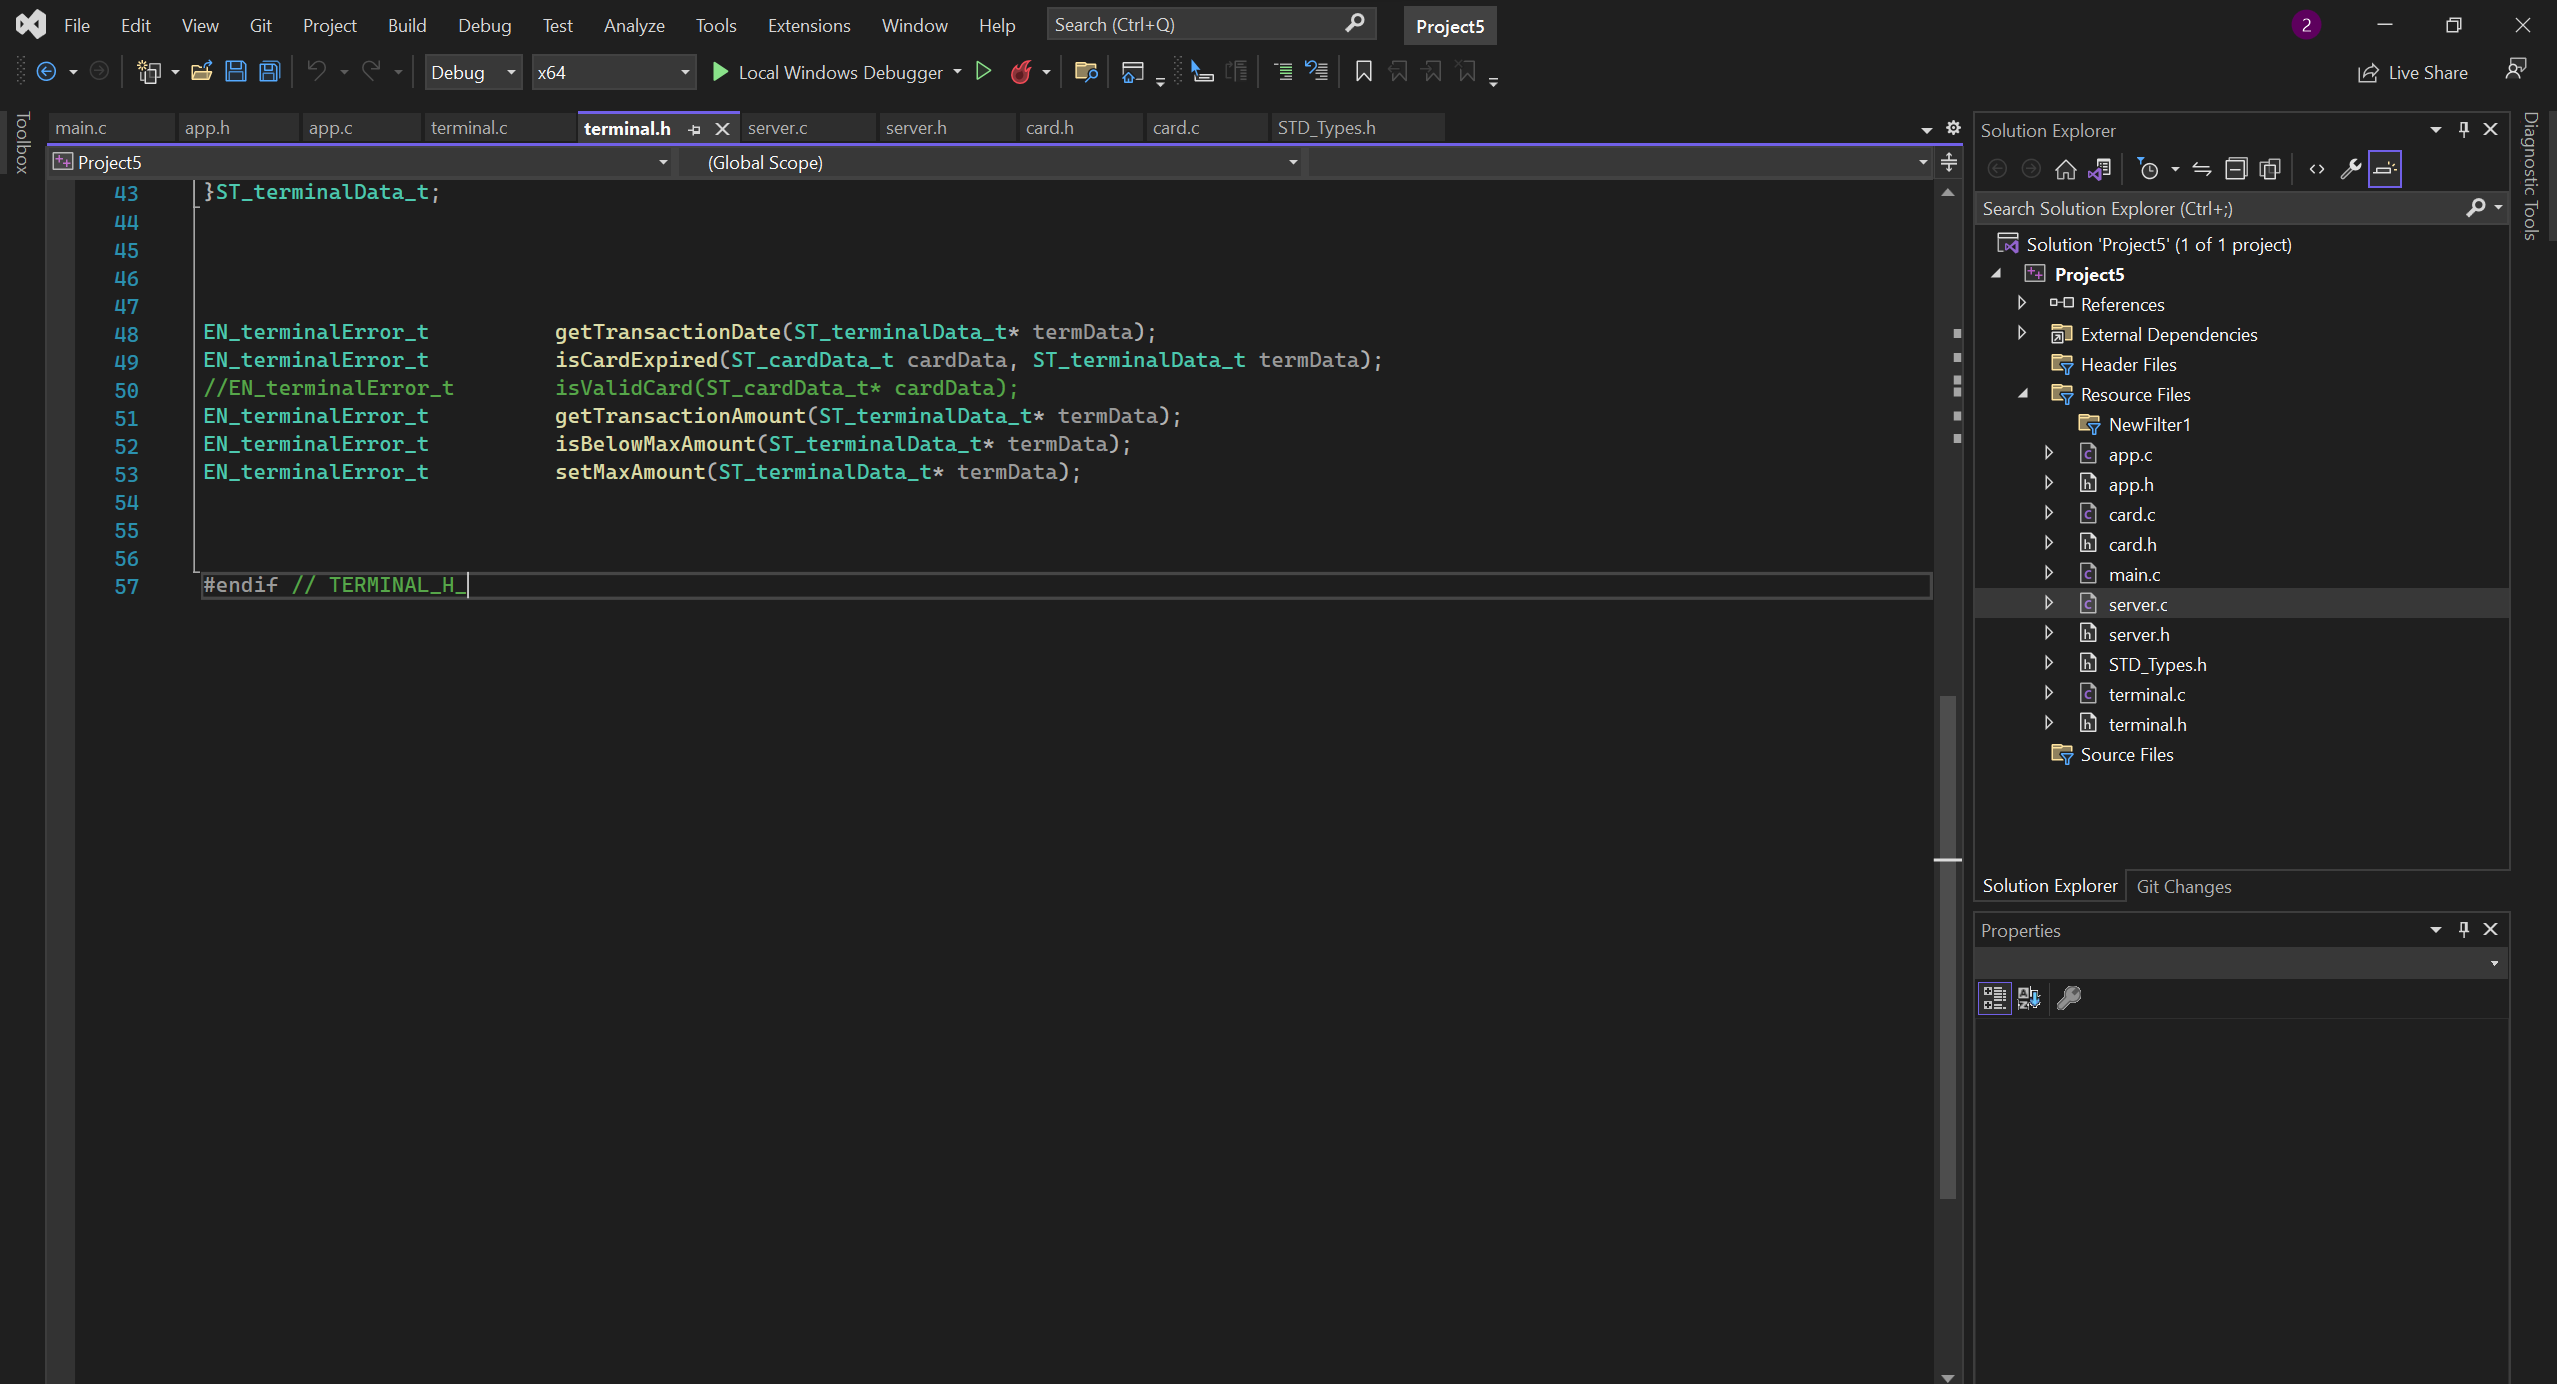 File Edit View Git Project Build Debug Test Analyze Tools Extensions Window Help Search (Ctrl+Q) Project5 2
Debug x64 Local Windows Debugger Live Share
Toolbox
main.c app.h app.c terminal.c terminal.h server.c server.h card.h card.c STD_Types.h
Project5 (Global Scope)
43 }ST_terminalData_t;
44
45
46
47
48 EN_terminalError_t getTransactionDate(ST_terminalData_t* termData);
49 EN_terminalError_t isCardExpired(ST_cardData_t cardData, ST_terminalData_t termData);
50 //EN_terminalError_t isValidCard(ST_cardData_t* cardData);
51 EN_terminalError_t getTransactionAmount(ST_terminalData_t* termData);
52 EN_terminalError_t isBelowMaxAmount(ST_terminalData_t* termData);
53 EN_terminalError_t setMaxAmount(ST_terminalData_t* termData);
54
55
56
57 #endif // TERMINAL_H_
Solution Explorer
Search Solution Explorer (Ctrl+;)
Solution 'Project5' (1 of 1 project)
Project5
References
External Dependencies
Header Files
Resource Files
NewFilter1
app.c
app.h
card.c
card.h
main.c
server.c
server.h
STD_Types.h
terminal.c
terminal.h
Source Files
Solution Explorer Git Changes
Properties
Diagnostic Tools